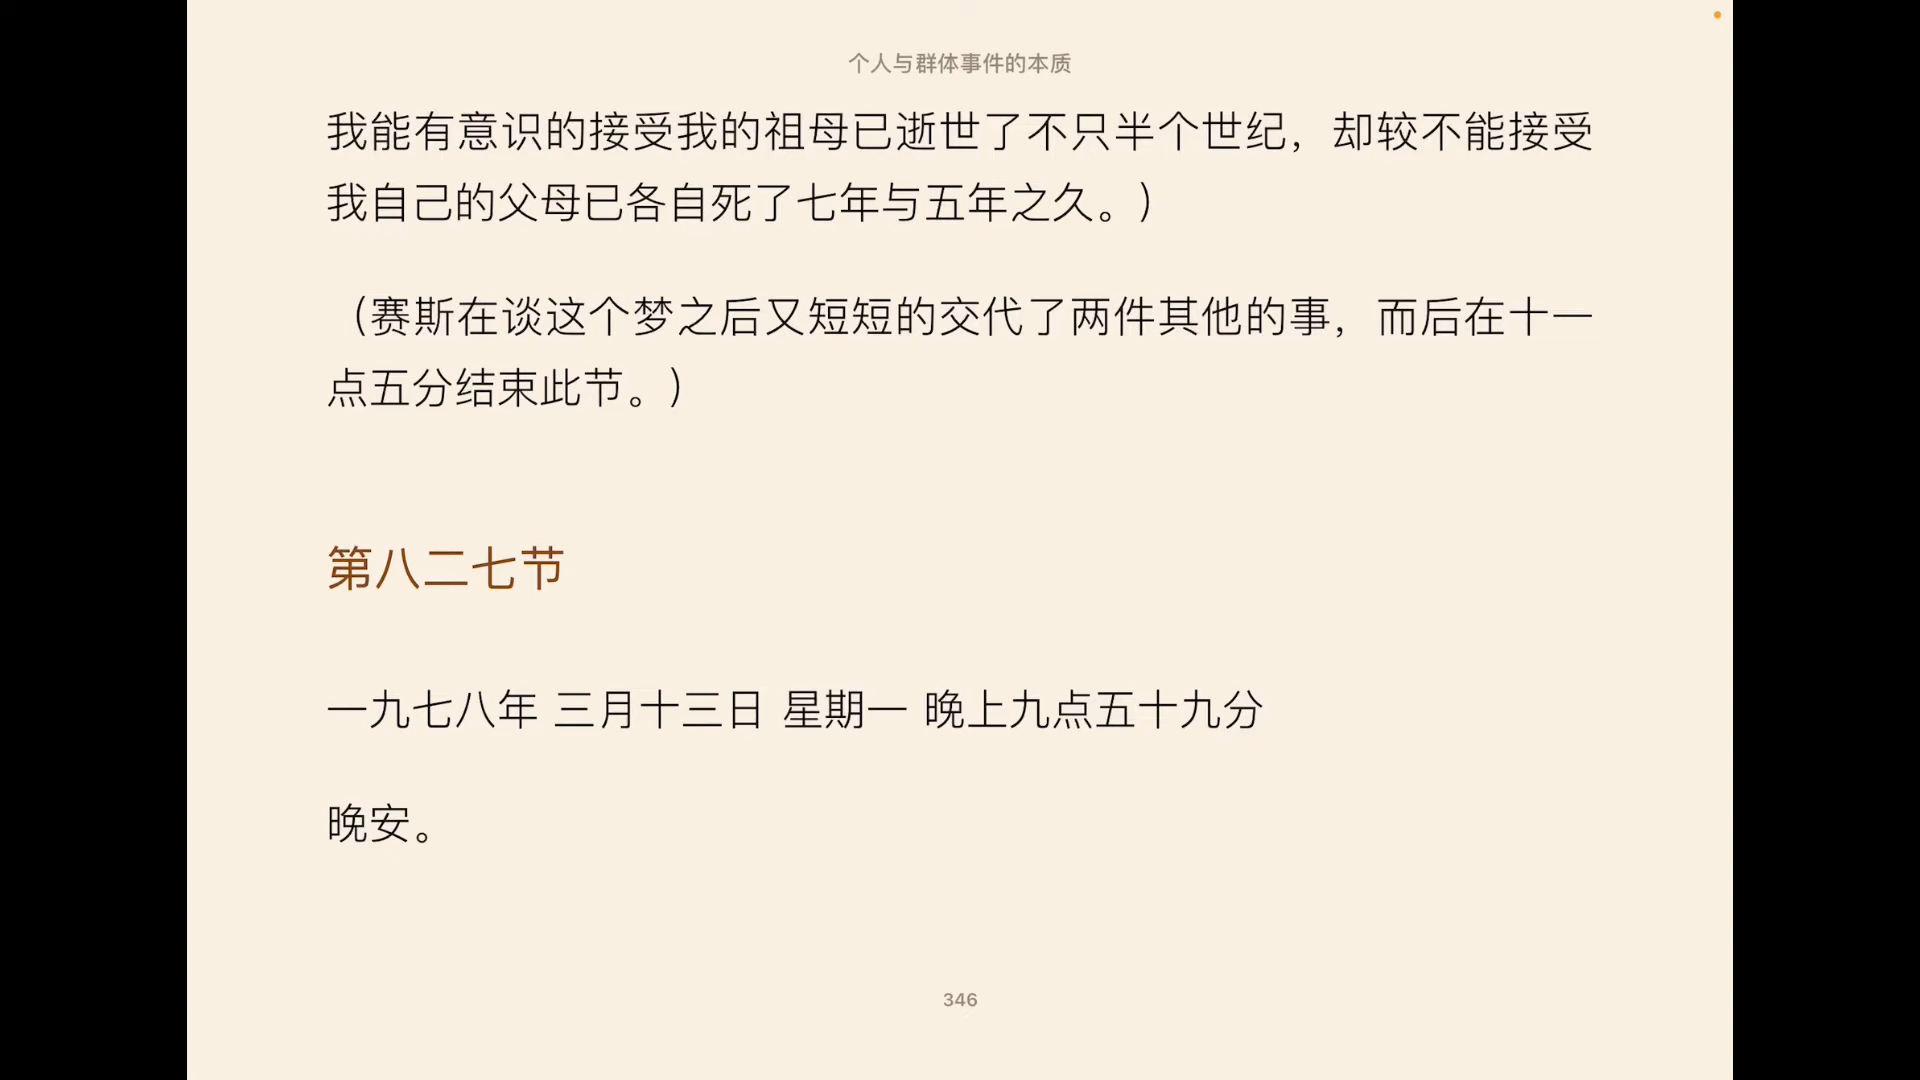 个人与群体事件的本质
我能有意识的接受我的祖母已逝世了不只半个世纪，却较不能接受
我自己的父母已各自死了七年与五年之久。）
（赛斯在谈这个梦之后又短短的交代了两件其他的事，而后在十一
点五分结束此节。）
第八二七节
一九七八年 三月十三日 星期一 晚上九点五十九分
晚安。
346